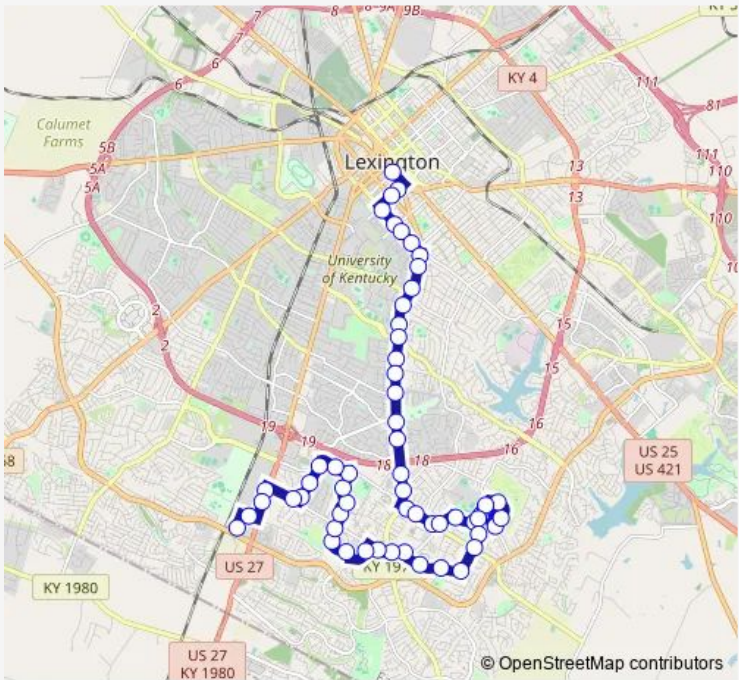 7
8
8-9A
9B
7
6
KY 4
111
81
6
Calumet
Farms
5B
5A
5A
Lexington
111
110
110
13
13
University
of Kentucky
2
2
15
15
19
19
18
18
16
16
US 25
US 421
US 27
KY 1980
US 27
KY 1980
© OpenStreetMap contributors